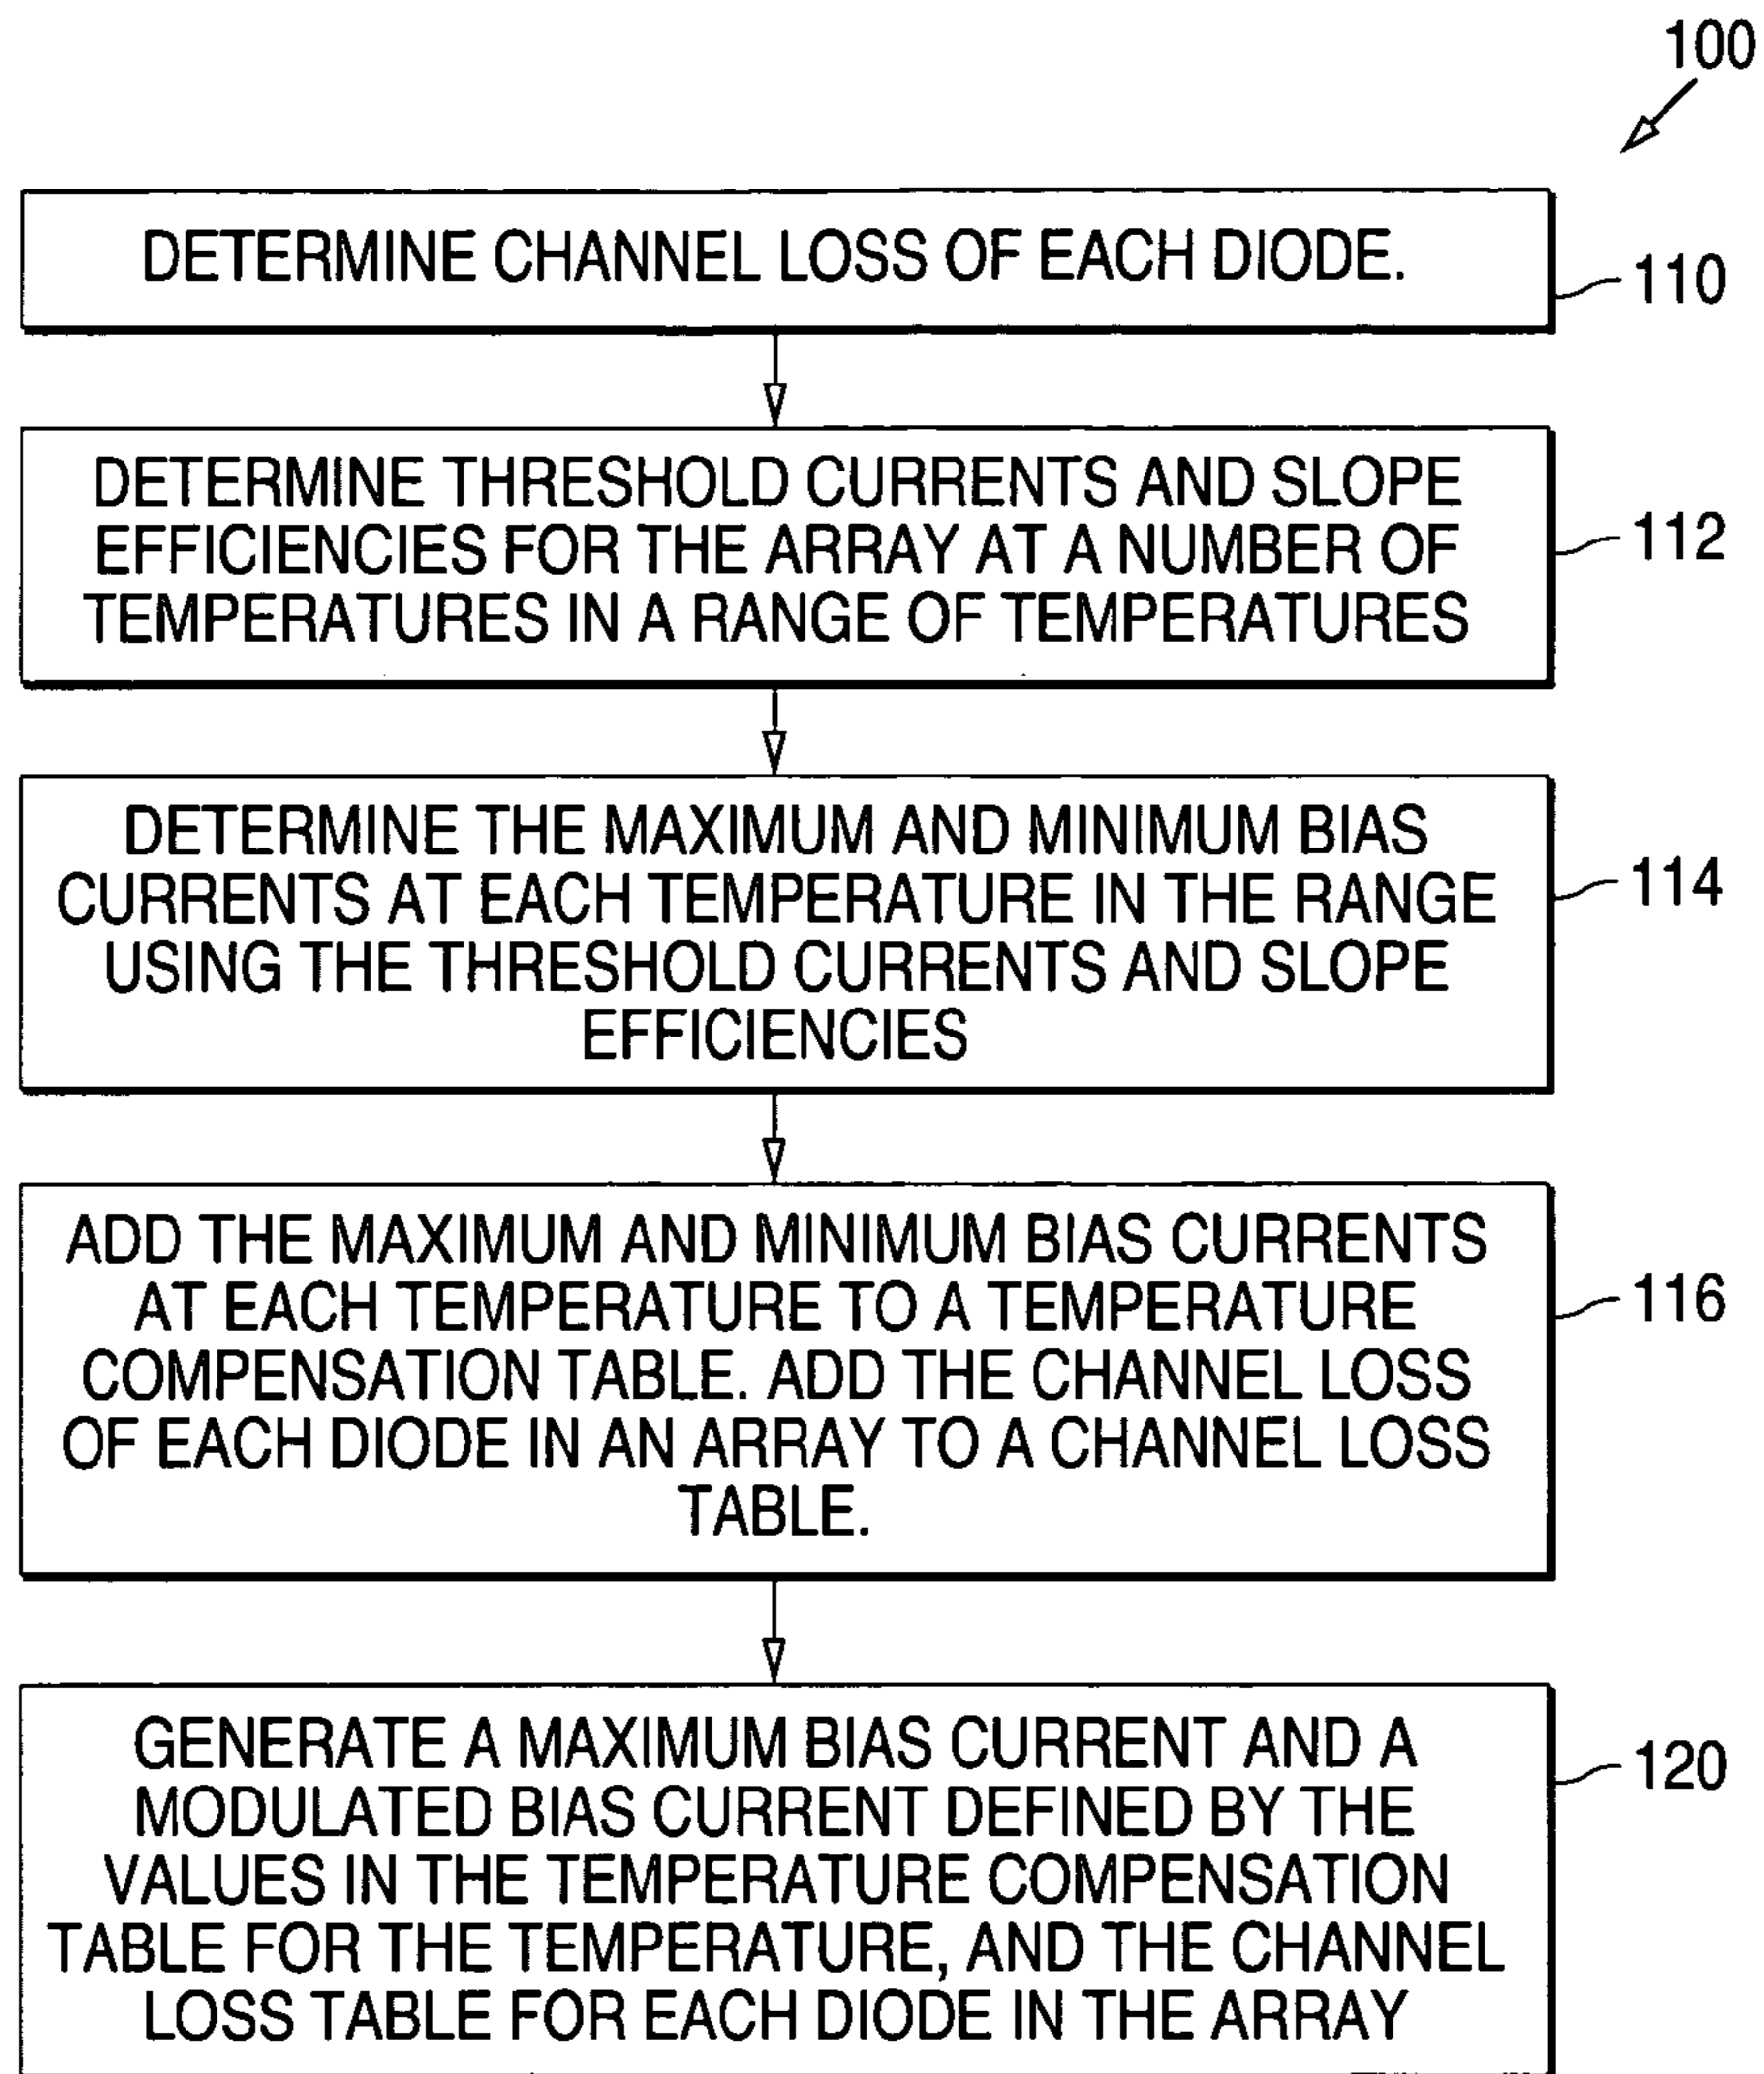 100
DETERMINE CHANNEL LOSS OF EACH DIODE.
110
DETERMINE THRESHOLD CURRENTS AND SLOPE
EFFICIENCIES FOR THE ARRAY AT A NUMBER OF
TEMPERATURES IN A RANGE OF TEMPERATURES
112
DETERMINE THE MAXIMUM AND MINIMUM BIAS
CURRENTS AT EACH TEMPERATURE IN THE RANGE
USING THE THRESHOLD CURRENTS AND SLOPE
EFFICIENCIES
114
ADD THE MAXIMUM AND MINIMUM BIAS CURRENTS
AT EACH TEMPERATURE TO A TEMPERATURE
COMPENSATION TABLE. ADD THE CHANNEL LOSS
OF EACH DIODE IN AN ARRAY TO A CHANNEL LOSS
TABLE.
116
GENERATE A MAXIMUM BIAS CURRENT AND A
MODULATED BIAS CURRENT DEFINED BY THE
VALUES IN THE TEMPERATURE COMPENSATION
TABLE FOR THE TEMPERATURE, AND THE CHANNEL
LOSS TABLE FOR EACH DIODE IN THE ARRAY
120